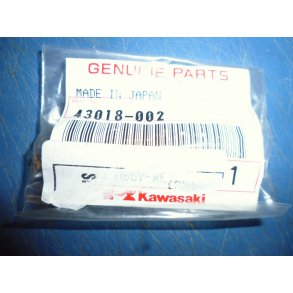 GENUINE PARTS
MADE IN JAPAN
43018-002
1
Kawasaki